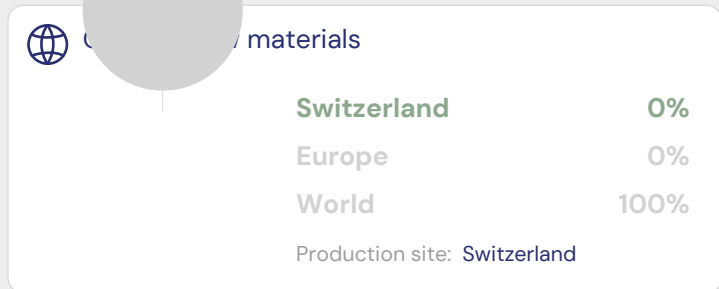 materials
Switzerland 0%
Europe 0%
World 100%
Production site: Switzerland